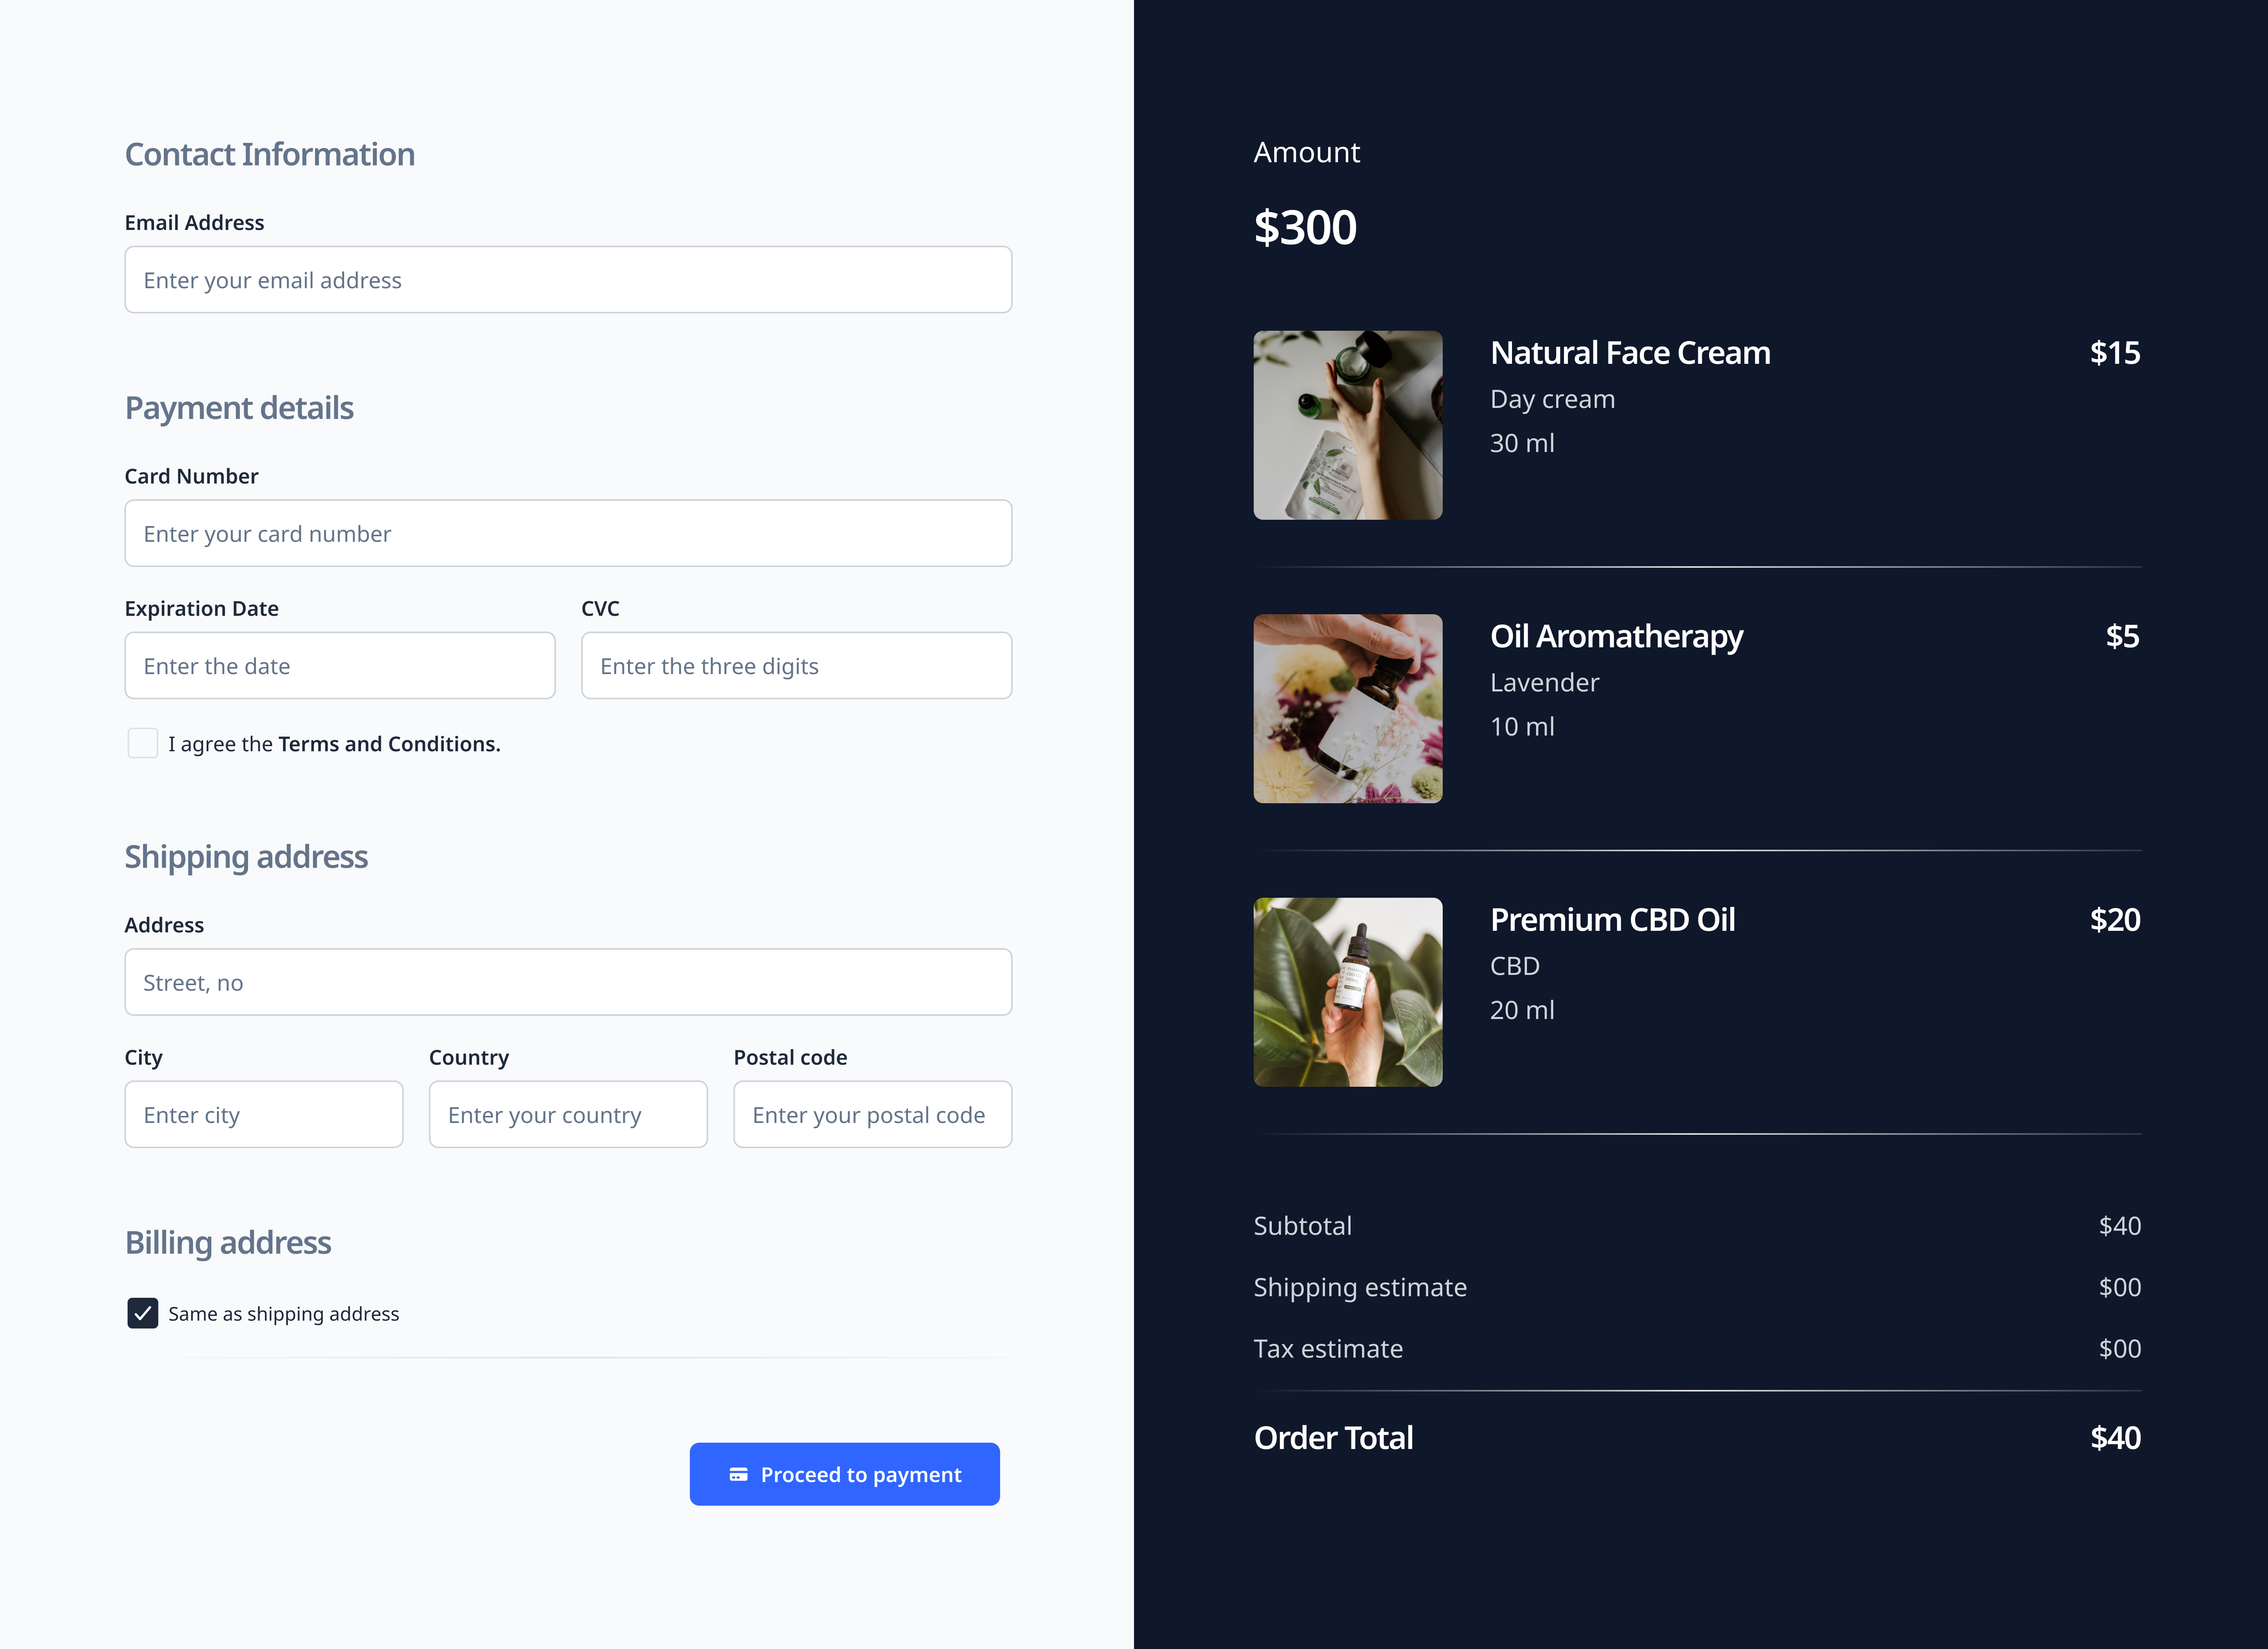 Contact Information
Email Address
Enter your email address
Payment details
Card Number
Enter your card number
Expiration Date
CVC
Enter the date
Enter the three digits
I agree the Terms and Conditions.
Shipping address
Address
Street, no
City
Country
Postal code
Enter city
Enter your country
Enter your postal code
Billing address
Same as shipping address
Proceed to payment
Amount
$300
Natural Face Cream
$15
Day cream
30 ml
Oil Aromatherapy
$5
Lavender
10 ml
Premium CBD Oil
$20
CBD
20 ml
Subtotal
$40
Shipping estimate
$00
Tax estimate
$00
Order Total
$40